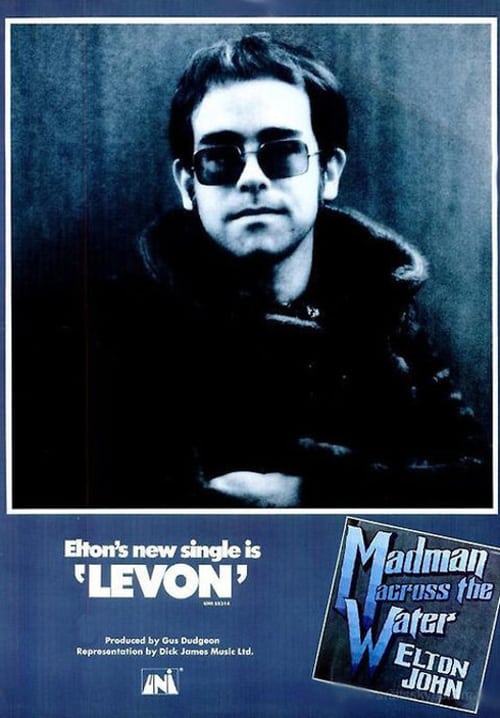 Elton's new single is
'LEVON'
Produced by Gus Dudgeon
Representation by Dick James Music Ltd.
UNI
Madman
across the
Water
ELTON
JOHN